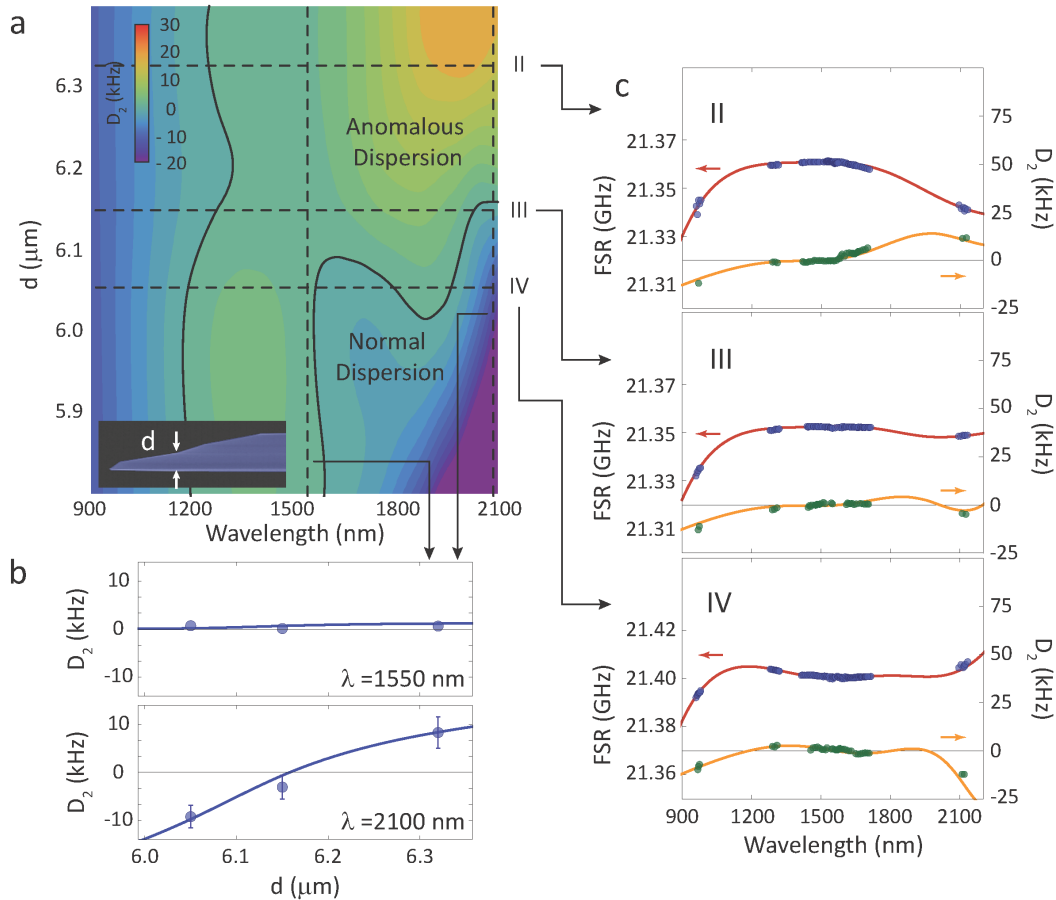 a
30
20
10
0
- 10
- 20
D2 (kHz)
Anomalous
Dispersion
Normal
Dispersion
d
II
III
IV
6.3
6.2
6.1
6.0
5.9
d (μm)
900 1200 1500 1800 2100
Wavelength (nm)
b
10
0
-10
D2 (kHz)
λ =1550 nm
10
0
-10
D2 (kHz)
λ =2100 nm
6.0 6.1 6.2 6.3
d (μm)
c
II
21.37
21.35
21.33
21.31
FSR (GHz)
75
50
25
0
-25
D2 (kHz)
III
21.37
21.35
21.33
21.31
FSR (GHz)
75
50
25
0
-25
D2 (kHz)
IV
21.42
21.40
21.38
21.36
FSR (GHz)
75
50
25
0
-25
D2 (kHz)
900 1200 1500 1800 2100
Wavelength (nm)